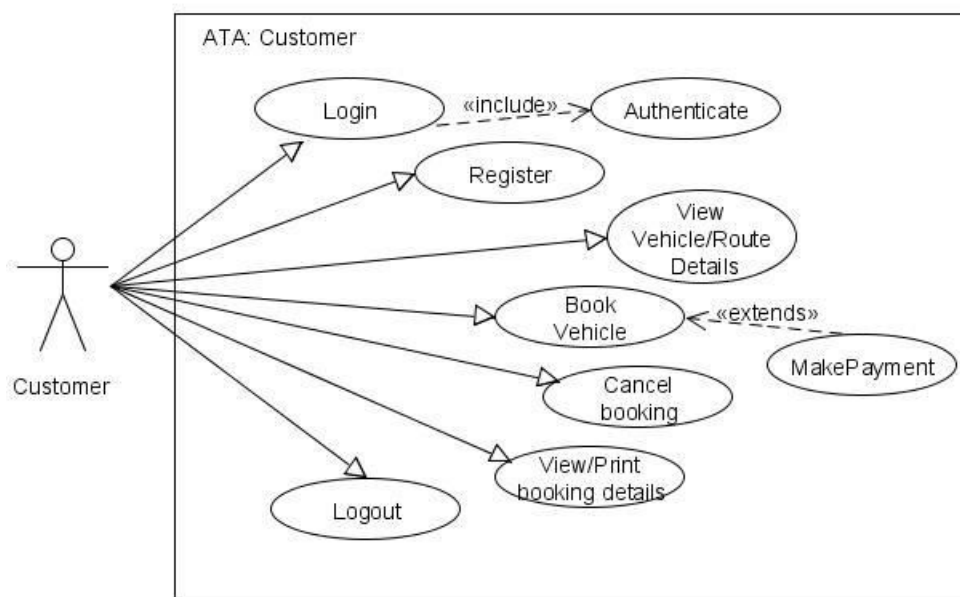 ATA: Customer
Login
«include»
Authenticate
Register
View
Vehicle/Route
Details
Book
Vehicle
«extends»
MakePayment
Customer
Cancel
booking
View/Print
booking details
Logout